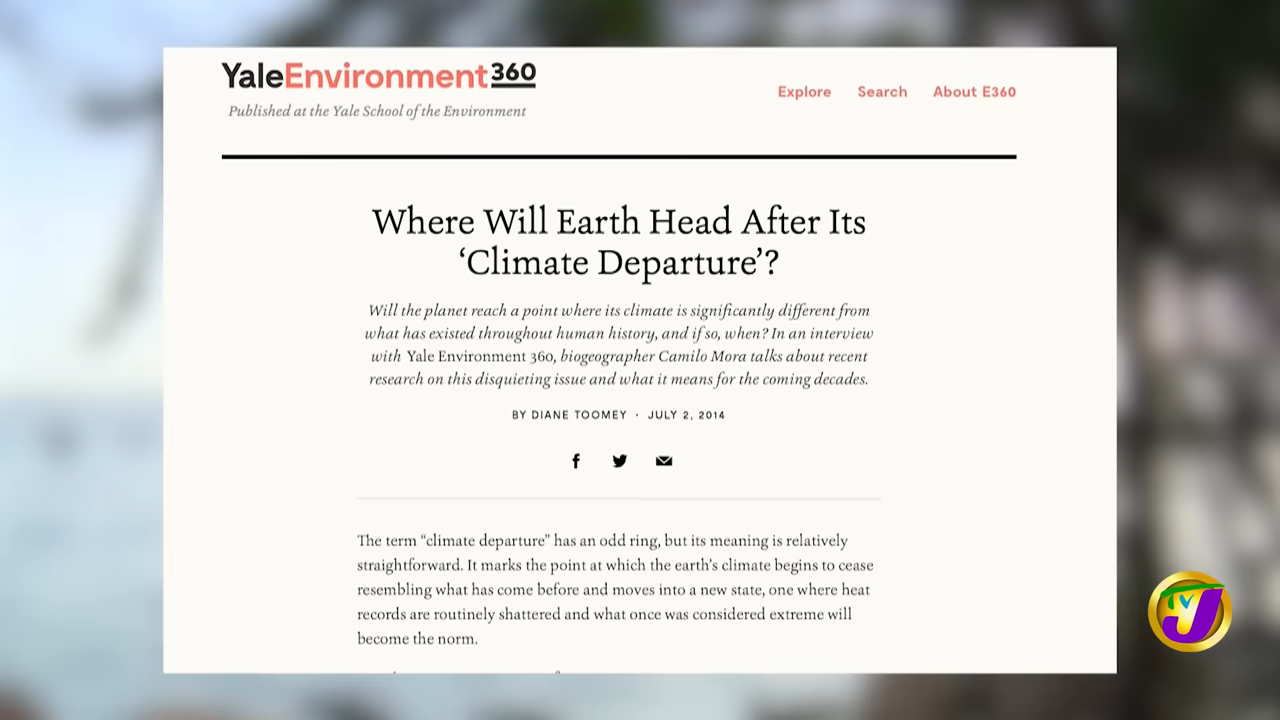 YaleEnvironment360
Published at the Yale School of the Environment
Explore Search About E360
Where Will Earth Head After Its
‘Climate Departure’?
Will the planet reach a point where its climate is significantly different from
what has existed throughout human history, and if so, when? In an interview
with Yale Environment 360, biogeographer Camilo Mora talks about recent
research on this disquieting issue and what it means for the coming decades.
BY DIANE TOOMEY · JULY 2, 2014
The term “climate departure” has an odd ring, but its meaning is relatively
straightforward. It marks the point at which the earth’s climate begins to cease
resembling what has come before and moves into a new state, one where heat
records are routinely shattered and what once was considered extreme will
become the norm.
TVJ